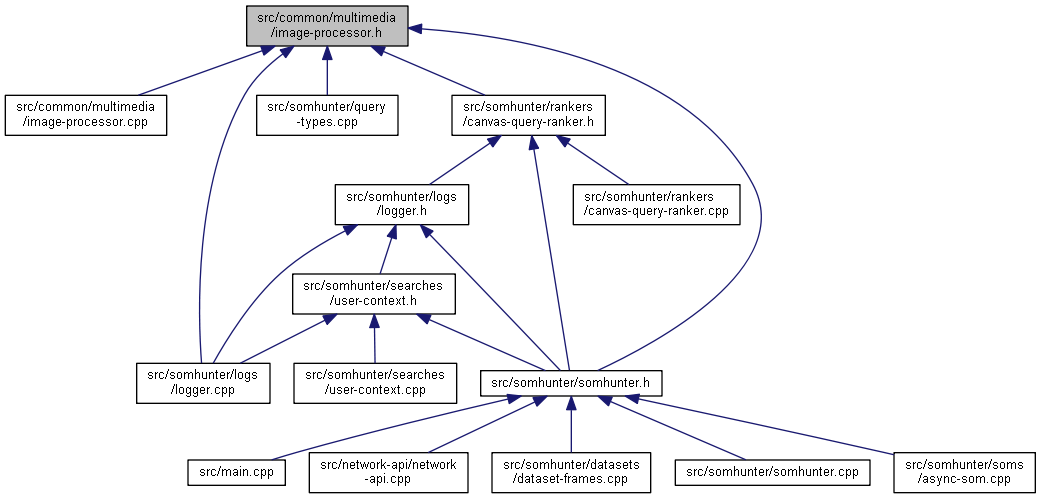 src/common/multimedia
/image-processor.h
src/common/multimedia
/image-processor.cpp
src/somhunter/query
-types.cpp
src/somhunter/rankers
/canvas-query-ranker.h
src/somhunter/logs
/logger.h
src/somhunter/rankers
/canvas-query-ranker.cpp
src/somhunter/searches
/user-context.h
src/somhunter/logs
/logger.cpp
src/somhunter/searches
/user-context.cpp
src/somhunter/somhunter.h
src/main.cpp
src/network-api/network
-api.cpp
src/somhunter/datasets
/dataset-frames.cpp
src/somhunter/somhunter.cpp
src/somhunter/soms
/async-som.cpp